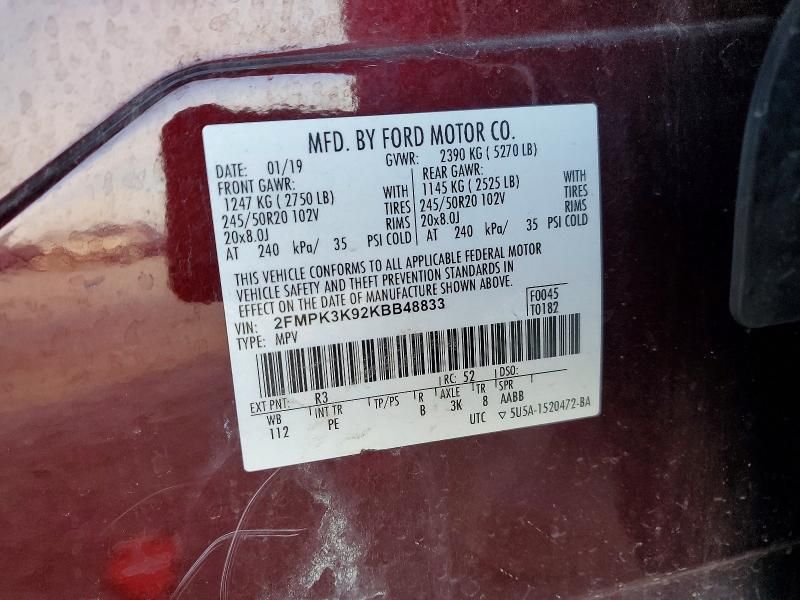 MFD. BY FORD MOTOR CO.
DATE: 01/19 GVWR: 2390 KG ( 5270 LB)
FRONT GAWR: REAR GAWR:
1247 KG ( 2750 LB) WITH 1145 KG ( 2525 LB) WITH
245/50R20 102V TIRES 245/50R20 102V TIRES
20x8.0J RIMS 20x8.0J RIMS
AT 240 kPa/ 35 PSI COLD AT 240 kPa/ 35 PSI COLD
THIS VEHICLE CONFORMS TO ALL APPLICABLE FEDERAL MOTOR
VEHICLE SAFETY AND THEFT PREVENTION STANDARDS IN
EFFECT ON THE DATE OF MANUFACTURE SHOWN ABOVE.
VIN: 2FMPK3K92KBB48833 F0045
TYPE: MPV T0182
EXT PNT: R3 RC: 52 DSO:
WB INT TR TP/PS R AXLE TR SPR
112 PE B 3K 8 AABB
UTC ▽ 5U5A-1520472-BA